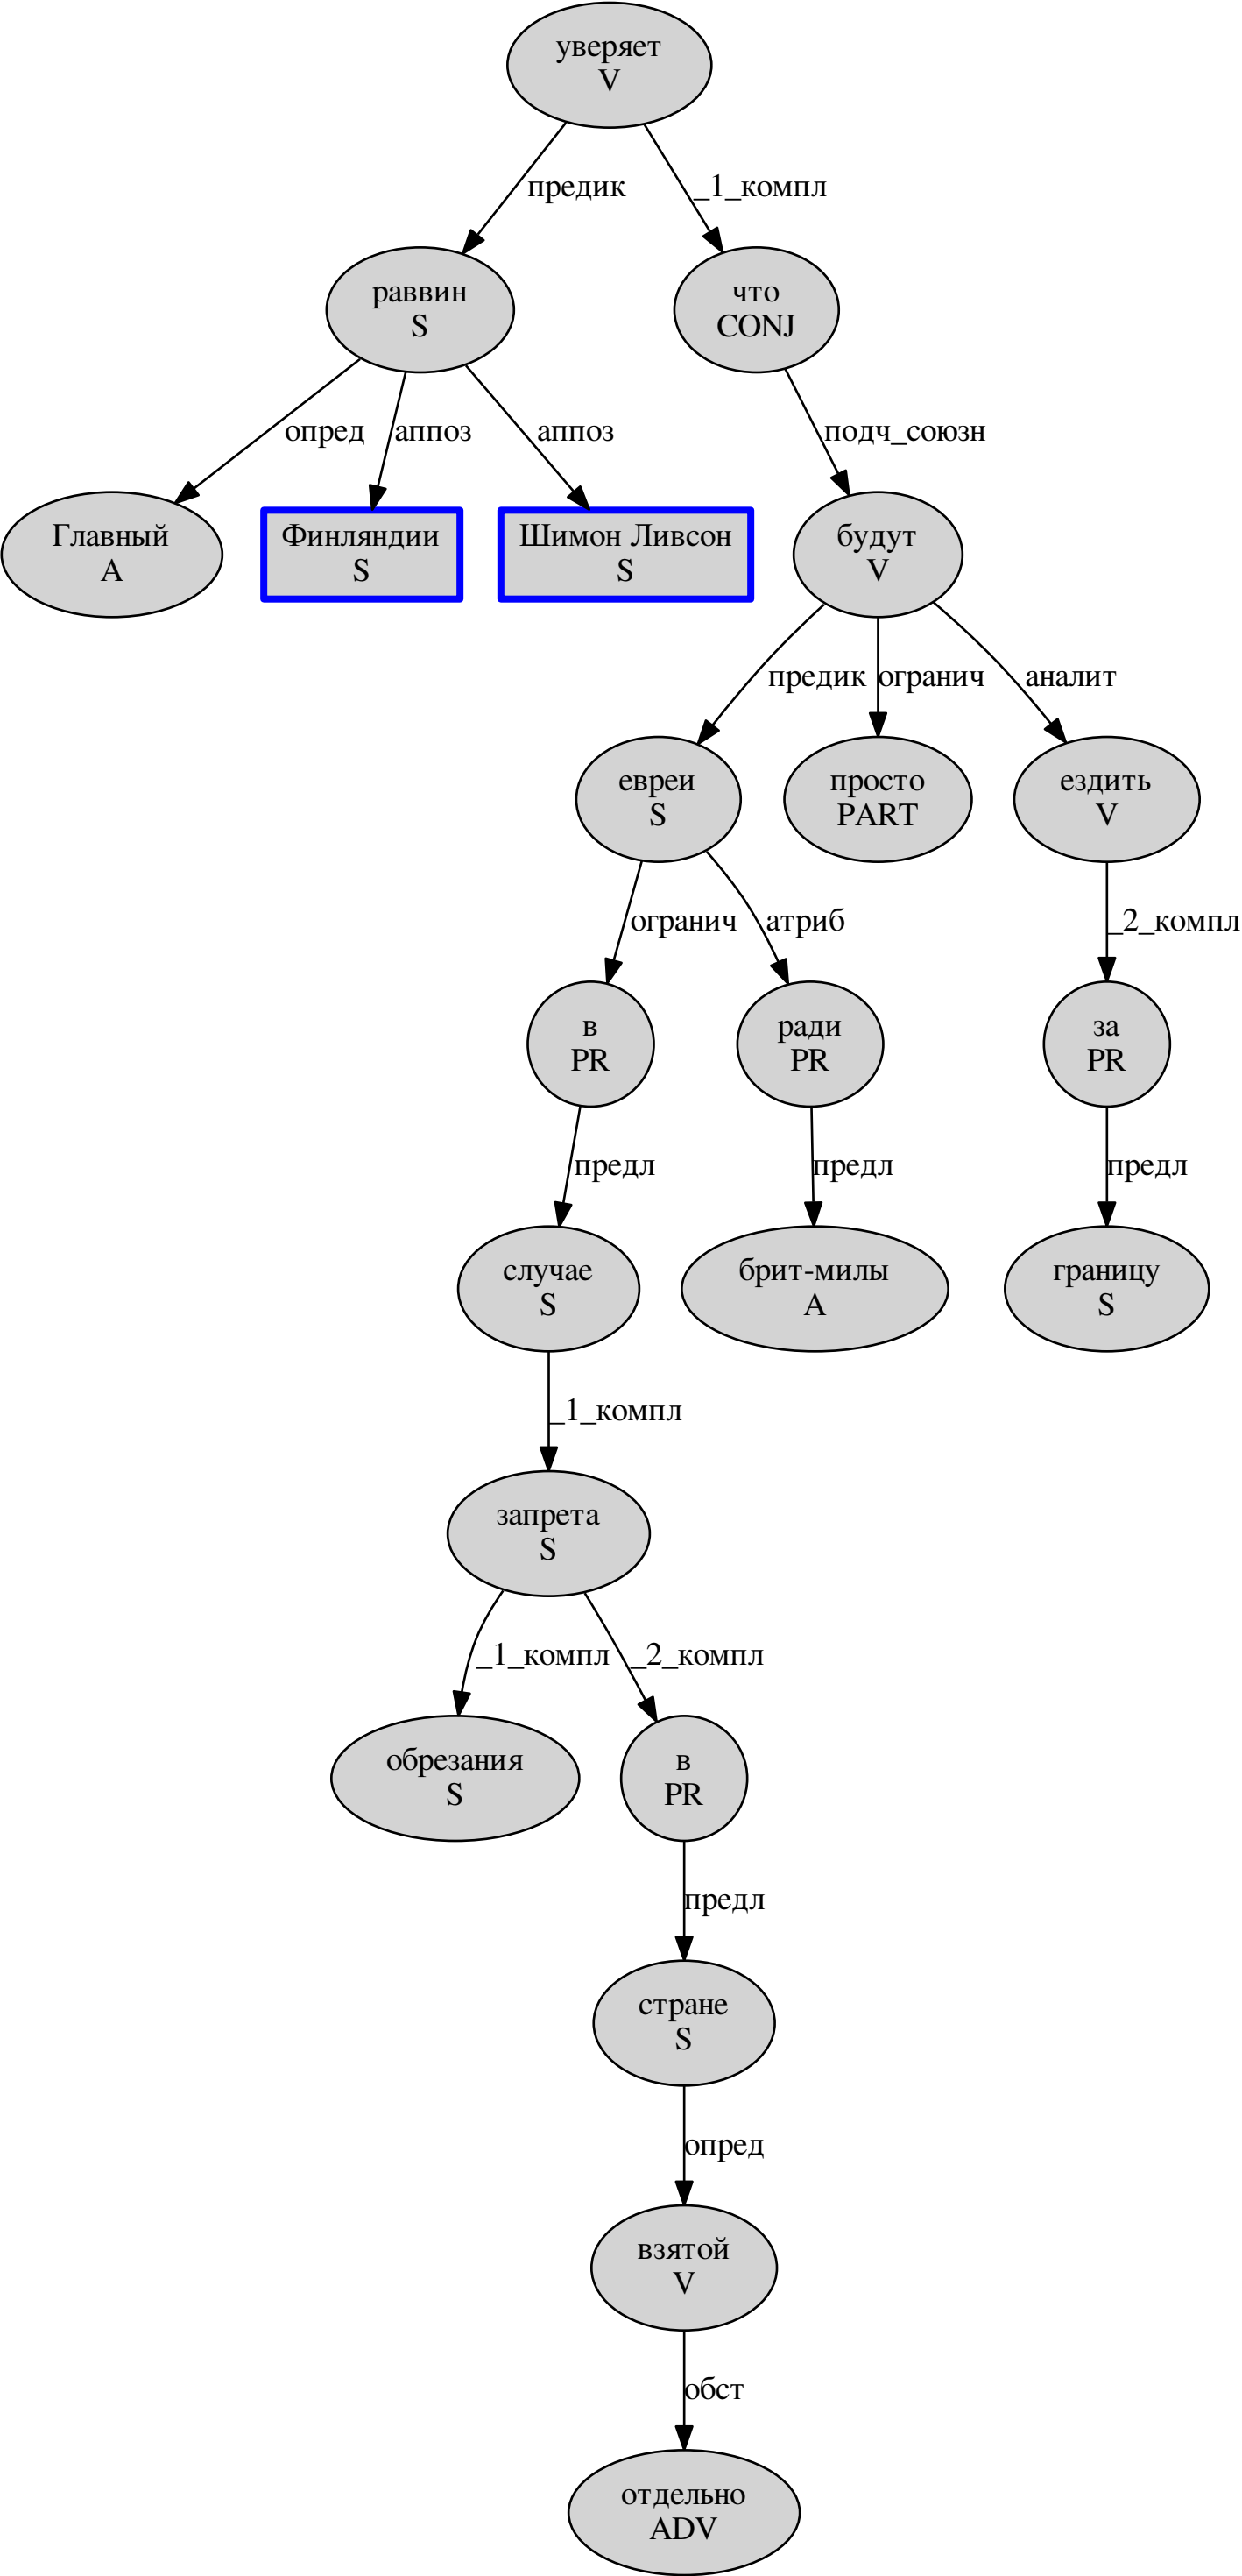 уверяет
V
предик
_1_компл
раввин
S
что
CONJ
опред
аппоз
аппоз
подч_союзн
Главный
A
Финляндии
S
Шимон Ливсон
S
будут
V
предик
огранич
аналит
евреи
S
просто
PART
ездить
V
огранич
атриб
_2_компл
в
PR
ради
PR
за
PR
предл
предл
предл
случае
S
брит-милы
A
границу
S
_1_компл
запрета
S
_1_компл
_2_компл
обрезания
S
в
PR
предл
стране
S
опред
взятой
V
обст
отдельно
ADV